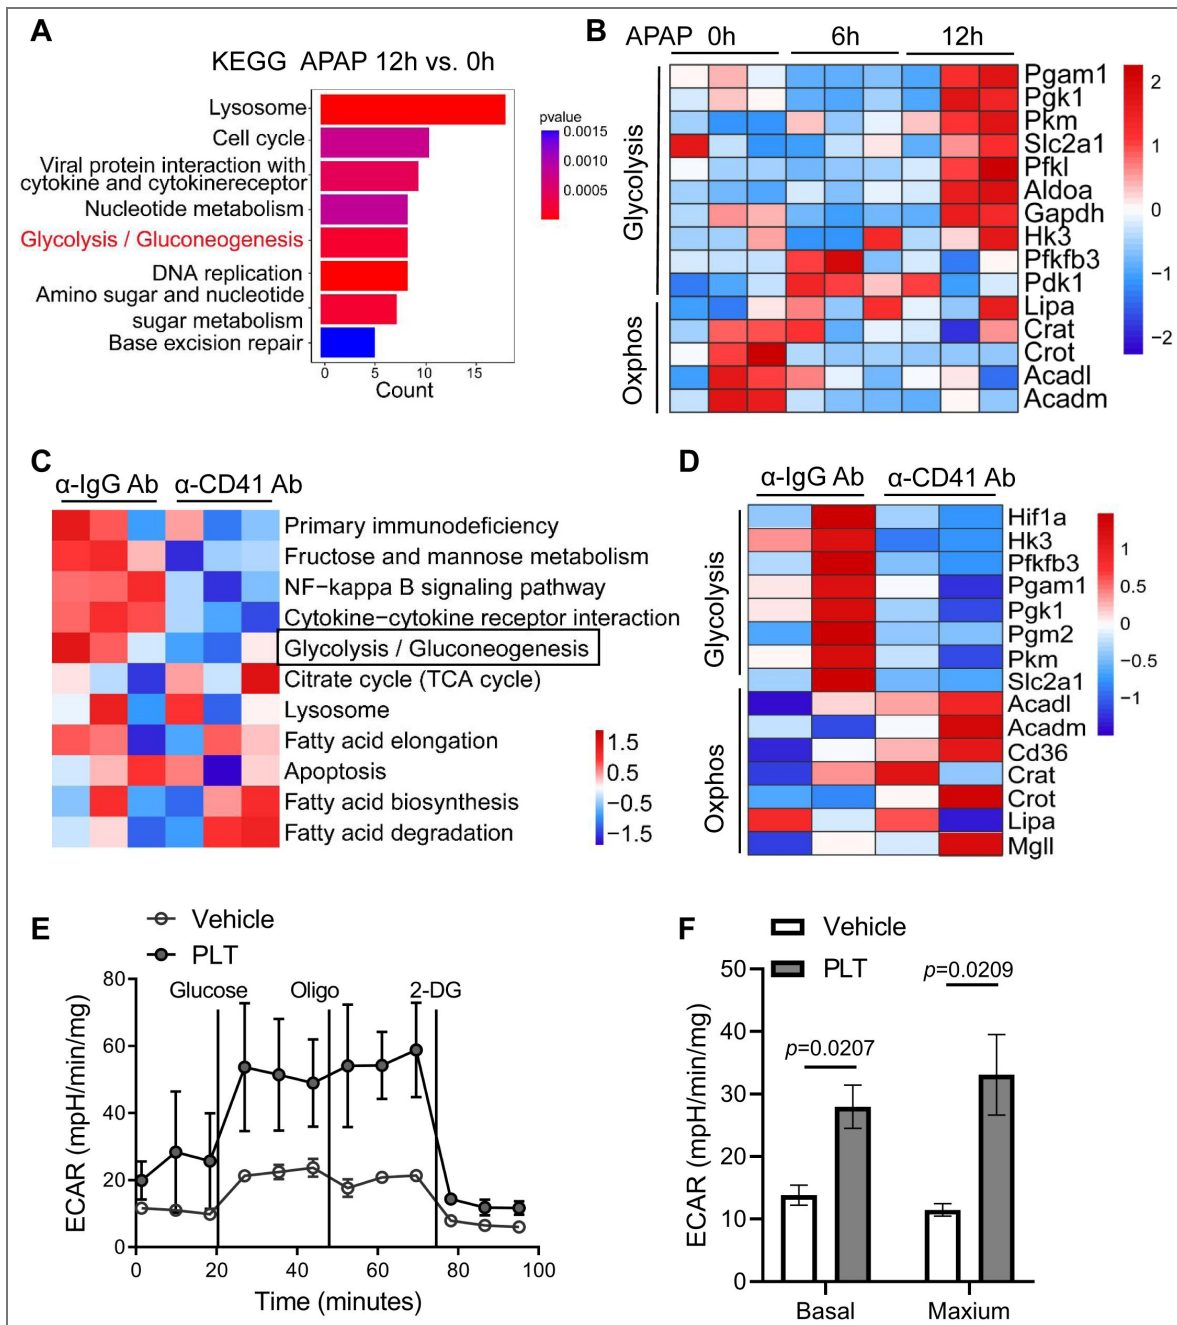 A
KEGG APAP 12h vs. 0h
Lysosome
Cell cycle
Viral protein interaction with
cytokine and cytokinereceptor
Nucleotide metabolism
Glycolysis / Gluconeogenesis
DNA replication
Amino sugar and nucleotide
sugar metabolism
Base excision repair
0 5 10 15
Count
pvalue
0.0015
0.0010
0.0005
B
APAP 0h 6h 12h
Glycolysis
Oxphos
Pgam1
Pgk1
Pkm
Slc2a1
Pfkl
Aldoa
Gapdh
Hk3
Pfkfb3
Pdk1
Lipa
Crat
Crot
Acadl
Acadm
2
1
0
−1
−2
C
α-IgG Ab α-CD41 Ab
Primary immunodeficiency
Fructose and mannose metabolism
NF−kappa B signaling pathway
Cytokine−cytokine receptor interaction
Glycolysis / Gluconeogenesis
Citrate cycle (TCA cycle)
Lysosome
Fatty acid elongation
Apoptosis
Fatty acid biosynthesis
Fatty acid degradation
1.5
0.5
−0.5
−1.5
D
α-IgG Ab α-CD41 Ab
Glycolysis
Oxphos
Hif1a
Hk3
Pfkfb3
Pgam1
Pgk1
Pgm2
Pkm
Slc2a1
Acadl
Acadm
Cd36
Crat
Crot
Lipa
Mgll
1
0.5
0
−0.5
−1
E
Vehicle
PLT
Glucose Oligo 2-DG
ECAR (mpH/min/mg)
80
60
40
20
0
0 20 40 60 80 100
Time (minutes)
F
Vehicle
PLT
p=0.0209
p=0.0207
ECAR (mpH/min/mg)
50
40
30
20
10
0
Basal Maxium